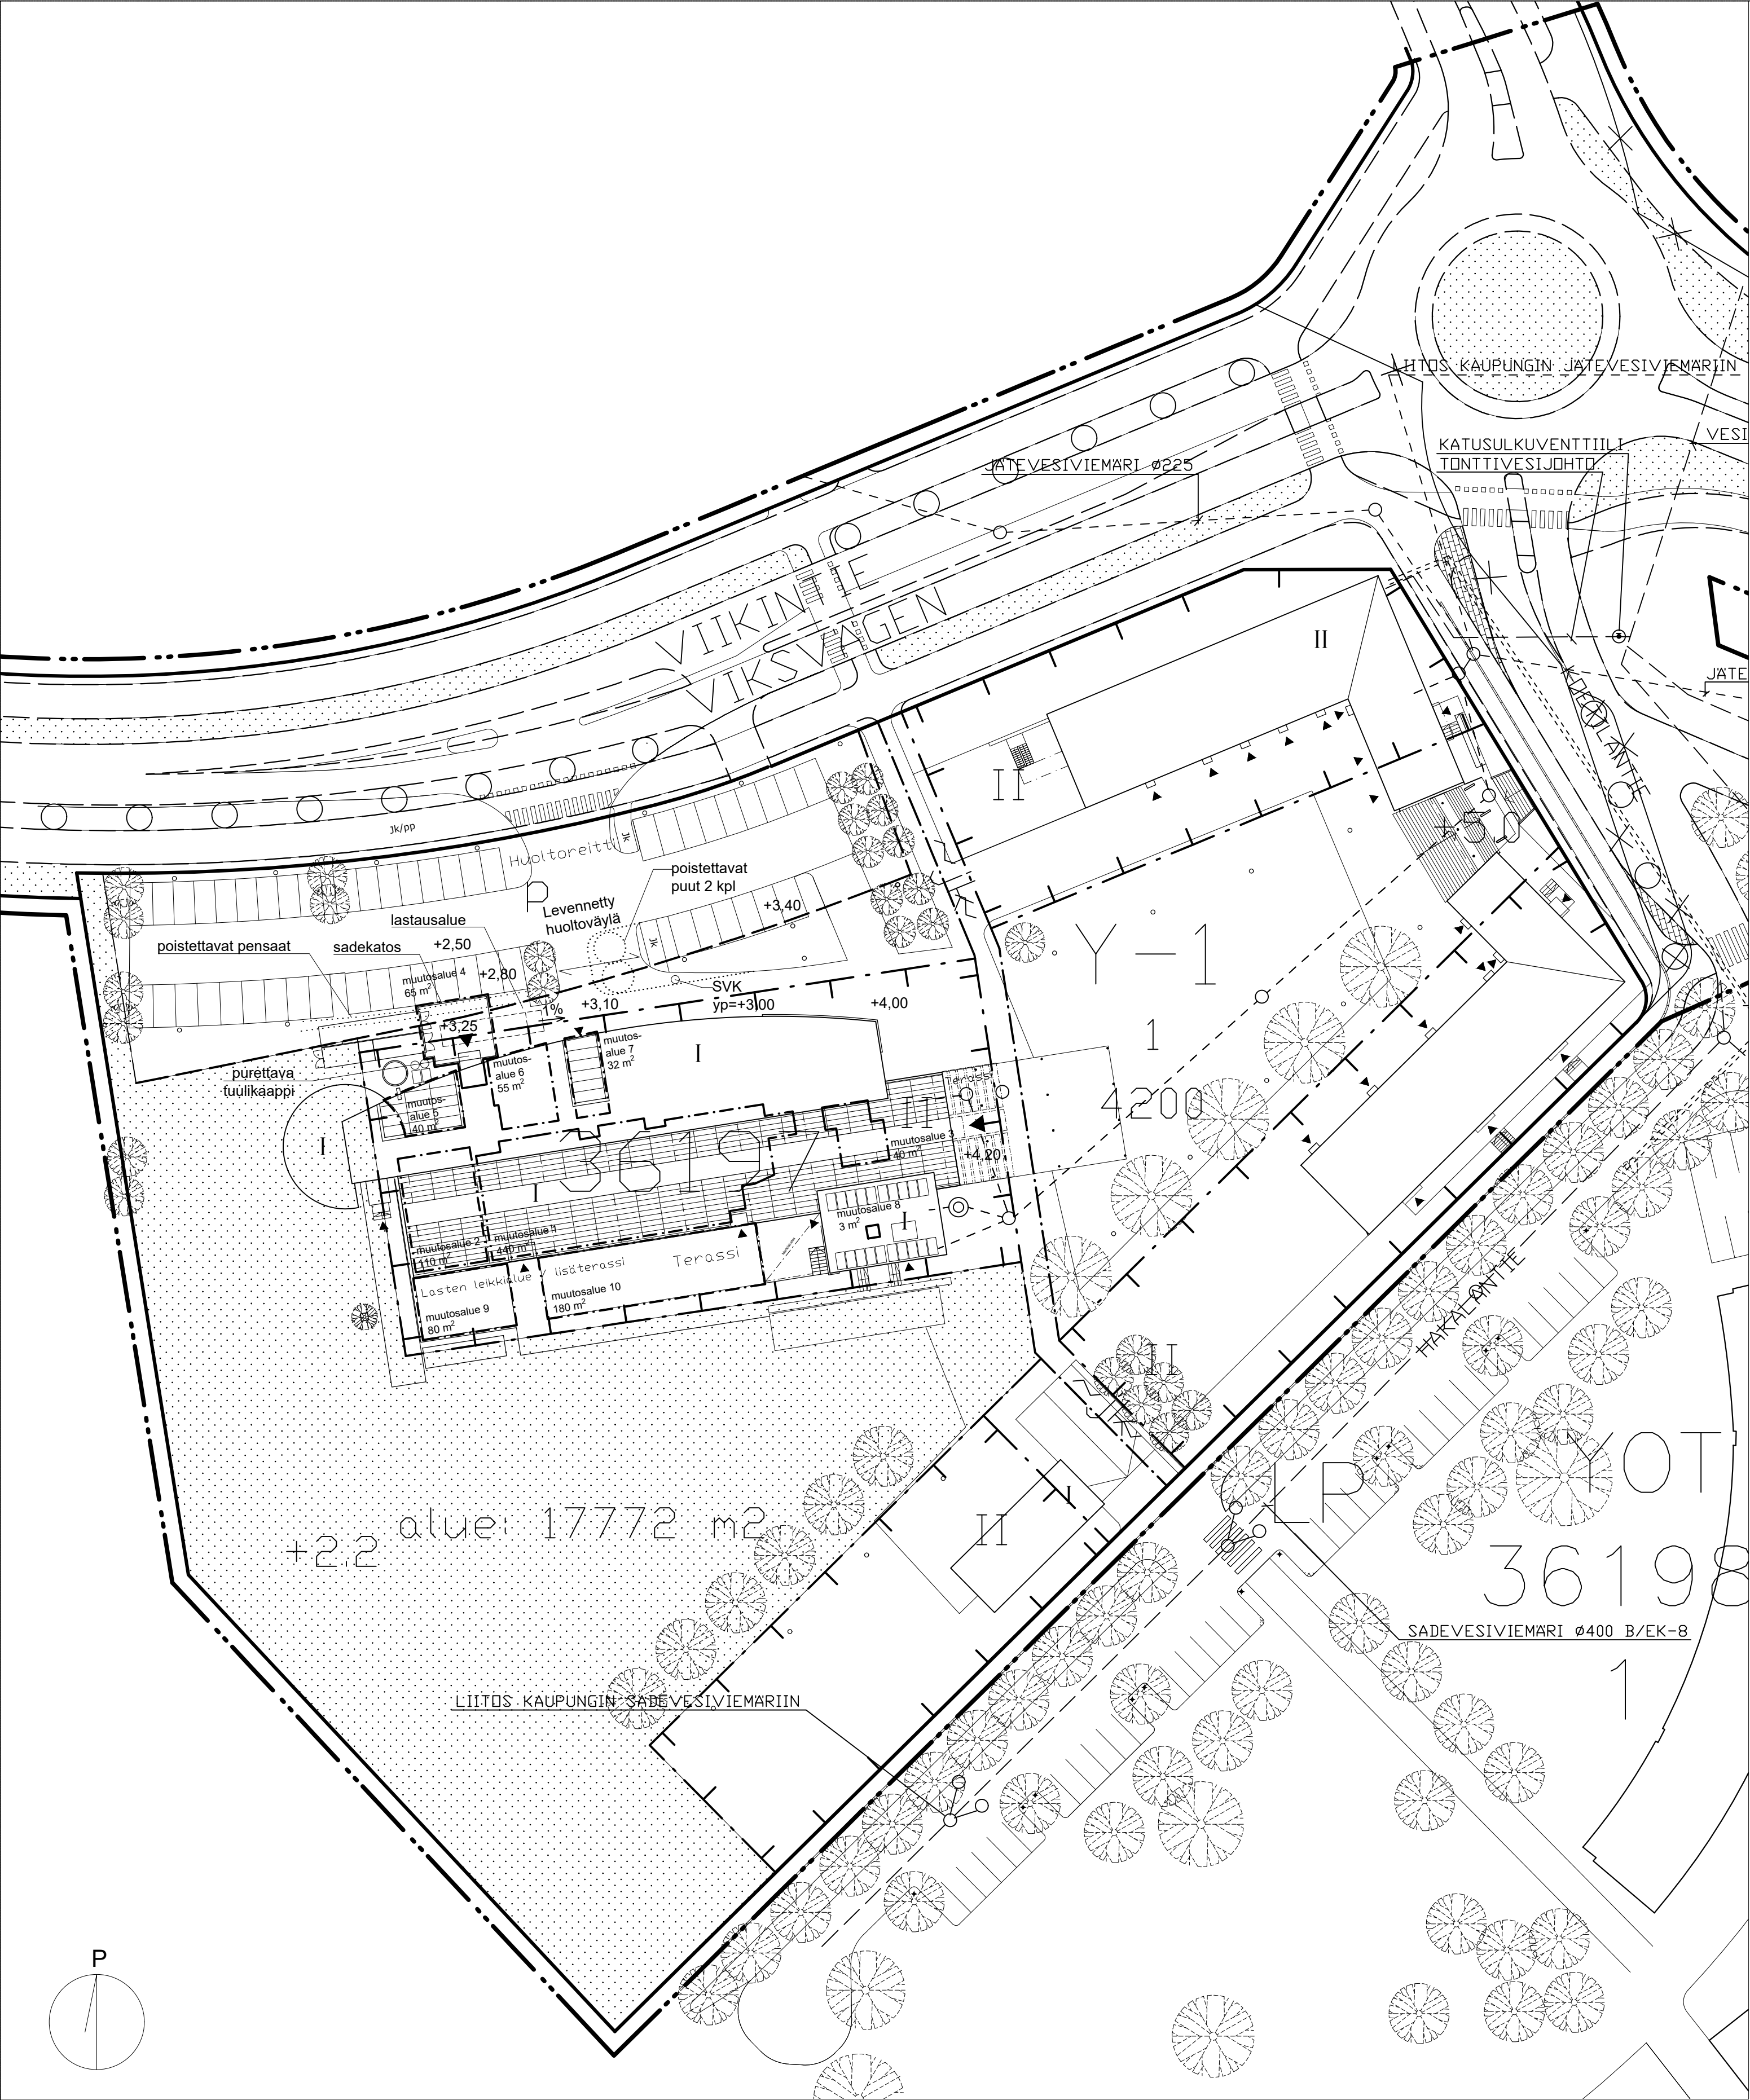 LIITOS KAUPUNGIN JÄTEVESIVIEMÄRIIN
KATUSULKUVENTTIILI
TONTTIVESIJOHTO
VESI
JÄTEVESIVIEMÄRI Ø225
VIIKINTIE
VIKSVÄGEN
II
JÄTE
II
Jk/pp
Huoltoreitti
Jk
P
poistettavat
puut 2 kpl
Levennetty
huoltoväylä
+3,40
Jk
lastausalue
poistettavat pensaat
sadekatos
+2,50
muutosalue 4
65 m²
+2,80
SVK
yp=+3,00
+3,10
1%
+4,00
+3,25
+5.0
Y-1
1
4200
I
muutos-
alue 7
32 m²
muutos-
alue 6
55 m²
purettava
tuulikaappi
muutos-
alue 5
40 m²
I
Terassi
II
muutosalue 3
40 m²
+4,20
36197
I
muutosalue 8
3 m²
I
muutosalue 2
110 m²
muutosalue 1
440 m²
Terassi
Lasten leikkialue / lisäterassi
muutosalue 10
180 m²
muutosalue 9
80 m²
HAKALANTIE
II
I
II
LP
YOT
36198
1
alue: 17772 m2
+2.2
SADEVESIVIEMÄRI Ø400 B/EK-8
LIITOS KAUPUNGIN SADEVESIVIEMÄRIIN
P